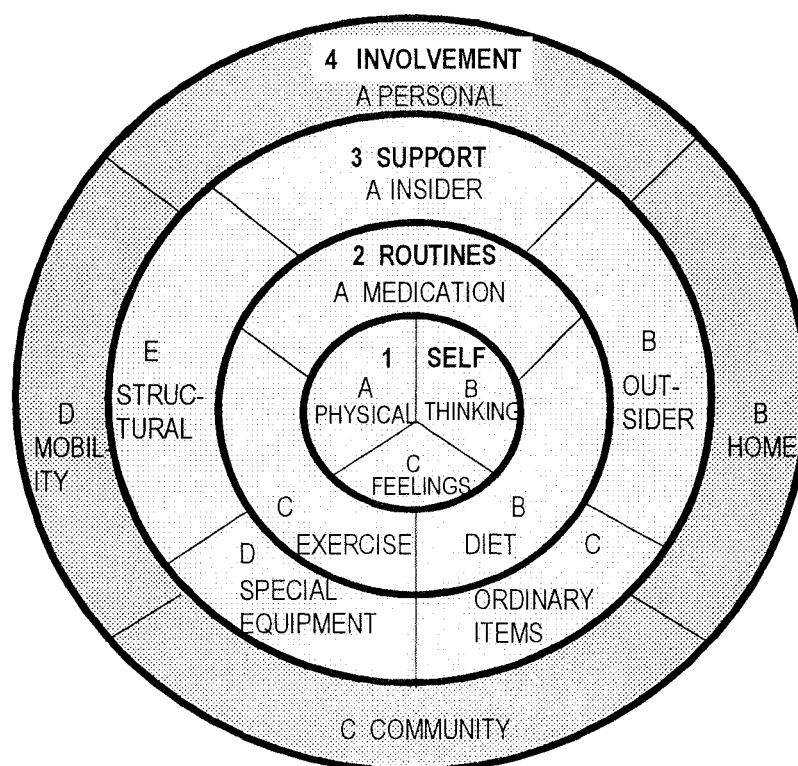 4 INVOLVEMENT
A PERSONAL
3 SUPPORT
A INSIDER
2 ROUTINES
A MEDICATION
1 SELF
A
PHYSICAL
B
THINKING
C
FEELINGS
B
DIET
C
EXERCISE
B
OUT-
SIDER
C
ORDINARY
ITEMS
D
SPECIAL
EQUIPMENT
E
STRUC-
TURAL
B
HOME
C COMMUNITY
D
MOBIL-
ITY